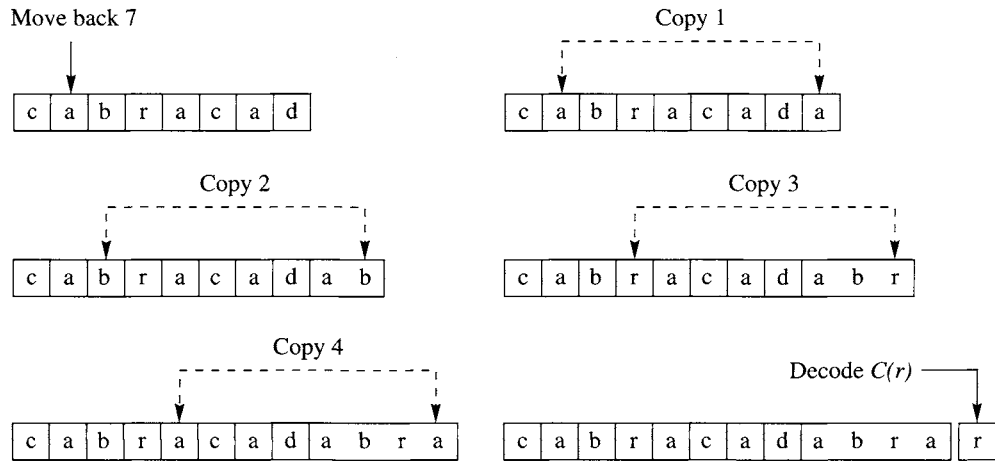 Move back 7
c a b r a c a d
Copy 1
c a b r a c a d a
Copy 2
c a b r a c a d a b
Copy 3
c a b r a c a d a b r
Copy 4
c a b r a c a d a b r a
Decode C(r)
c a b r a c a d a b r a r